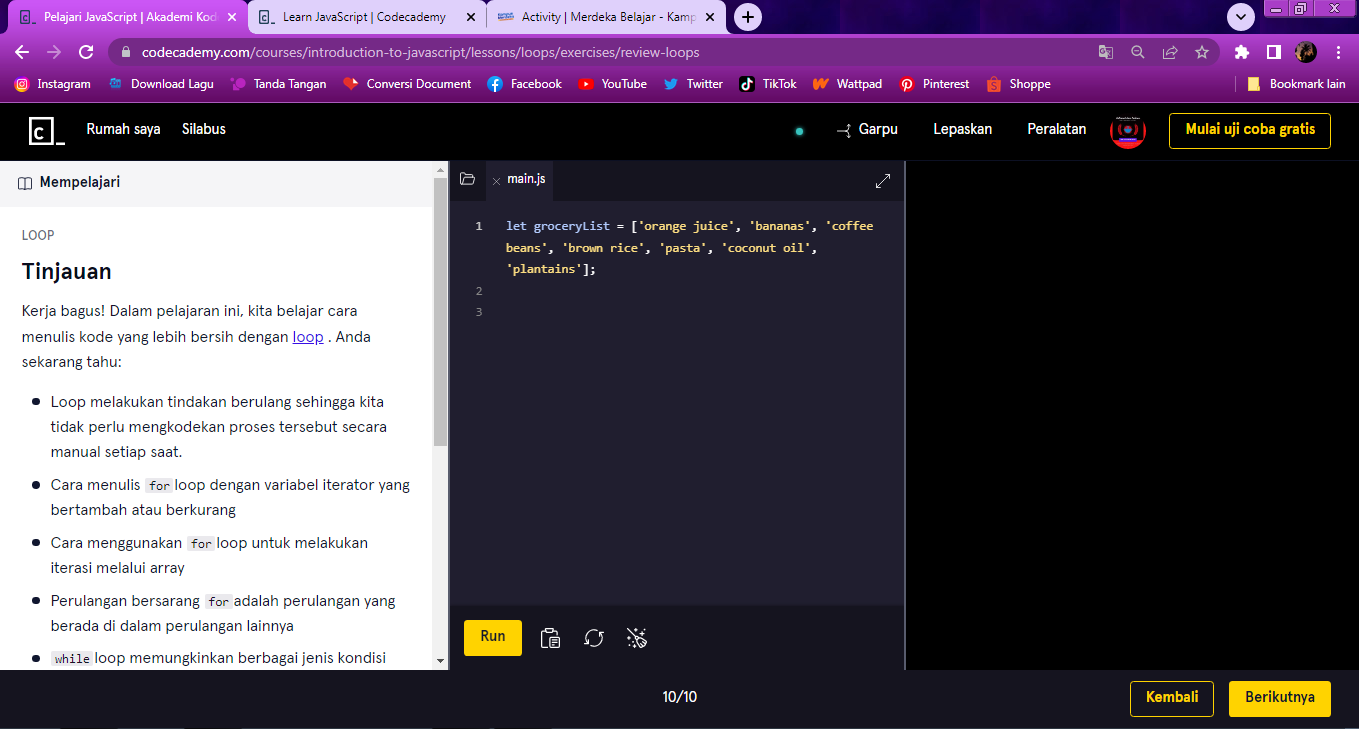 Pelajari JavaScript | Akademi Kod
Learn JavaScript | Codecademy
Activity | Merdeka Belajar - Kamp
codecademy.com/courses/introduction-to-javascript/lessons/loops/exercises/review-loops
Instagram
Download Lagu
Tanda Tangan
Conversi Document
Facebook
YouTube
Twitter
TikTok
Wattpad
Pinterest
Shoppe
Bookmark lain
Rumah saya
Silabus
Garpu
Lepaskan
Peralatan
Mulai uji coba gratis
Mempelajari
LOOP
Tinjauan
Kerja bagus! Dalam pelajaran ini, kita belajar cara
menulis kode yang lebih bersih dengan loop . Anda
sekarang tahu:
Loop melakukan tindakan berulang sehingga kita
tidak perlu mengkodekan proses tersebut secara
manual setiap saat.
Cara menulis for loop dengan variabel iterator yang
bertambah atau berkurang
Cara menggunakan for loop untuk melakukan
iterasi melalui array
Perulangan bersarang for adalah perulangan yang
berada di dalam perulangan lainnya
while loop memungkinkan berbagai jenis kondisi
main.js
1 let groceryList = ['orange juice', 'bananas', 'coffee
beans', 'brown rice', 'pasta', 'coconut oil',
'plantains'];
2
3
Run
10/10
Kembali
Berikutnya